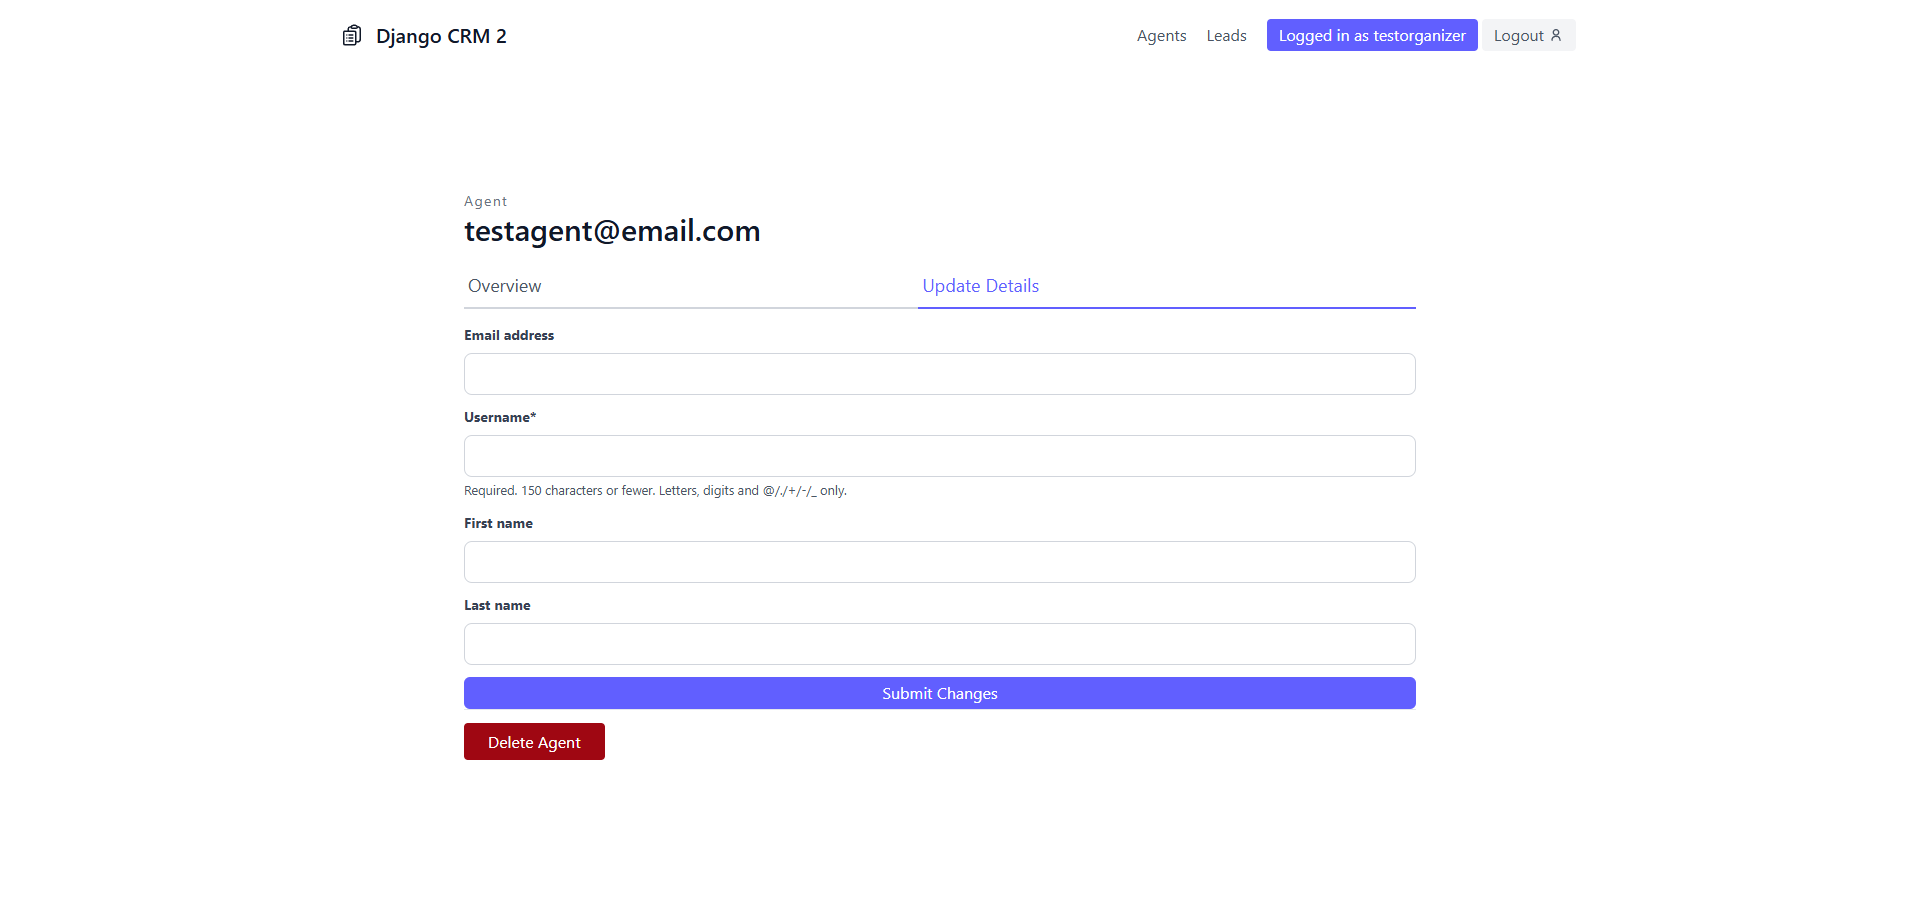 Django CRM 2
Agents Leads Logged in as testorganizer Logout
Agent
testagent@email.com
Overview Update Details
Email address
Username*
Required. 150 characters or fewer. Letters, digits and @/./+/-/_ only.
First name
Last name
Submit Changes
Delete Agent